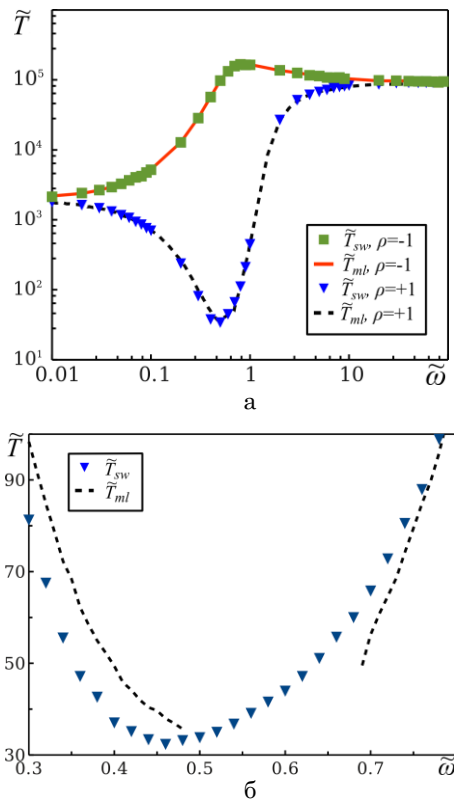 T̃
10⁵
10⁴
10³
10²
10¹
0.01 0.1 1 10 ω̃
T̃sw, ρ=-1
T̃ml, ρ=-1
T̃sw, ρ=+1
T̃ml, ρ=+1
а
T̃
90
70
50
30
T̃sw
T̃ml
0.3 0.4 0.5 0.6 0.7 ω̃
б